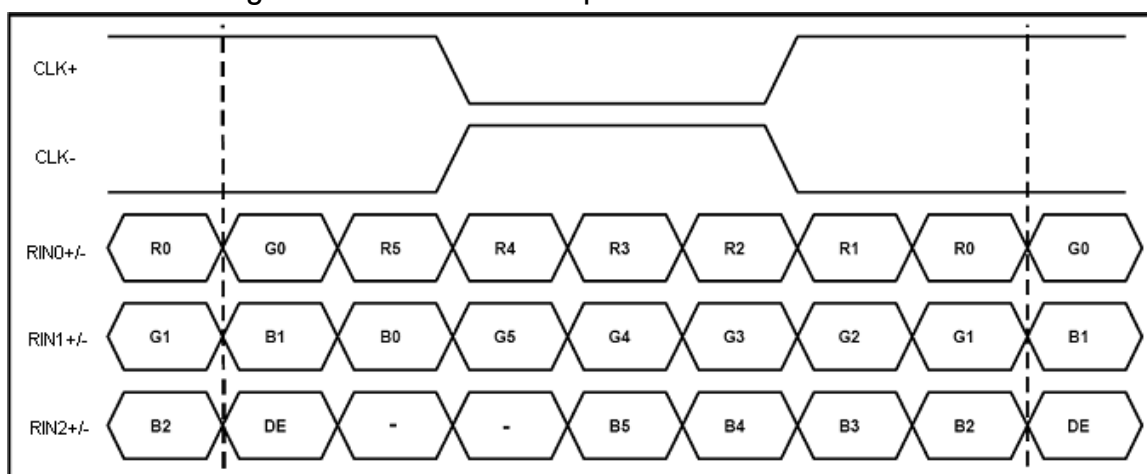 CLK+
CLK-
RIN0+/- R0 G0 R5 R4 R3 R2 R1 R0 G0
RIN1+/- G1 B1 B0 G5 G4 G3 G2 G1 B1
RIN2+/- B2 DE - - B5 B4 B3 B2 DE